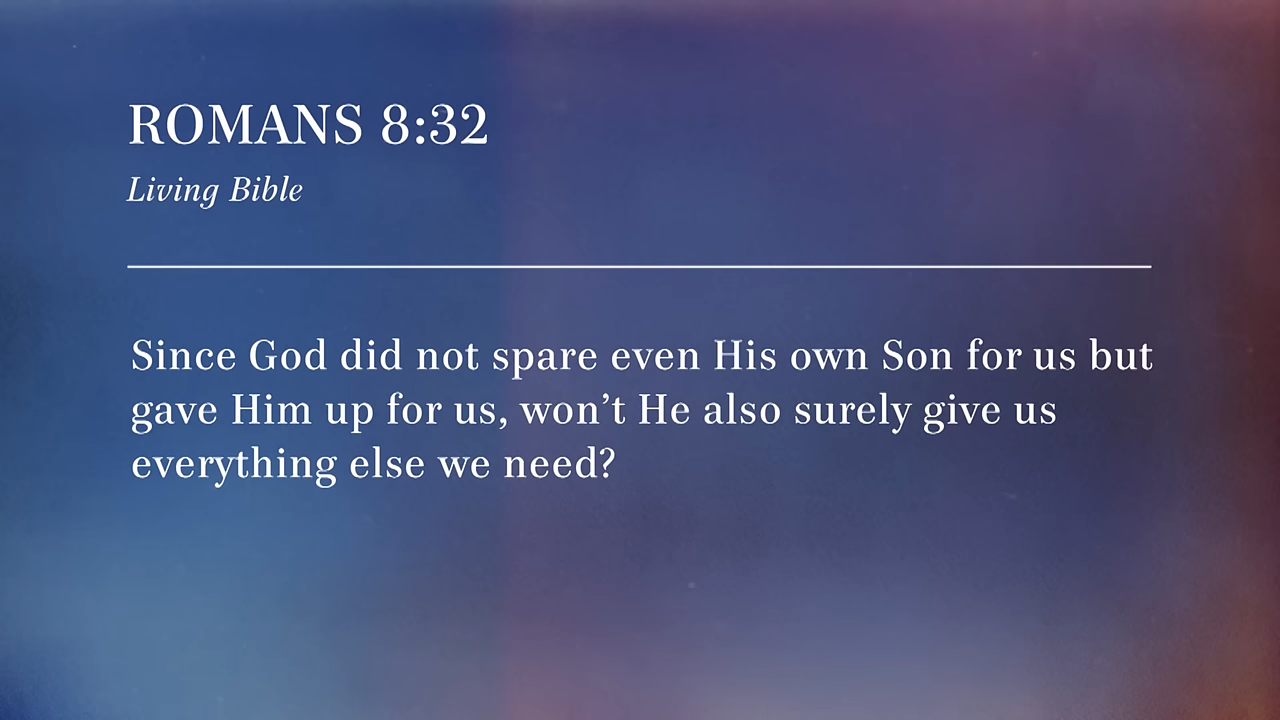 ROMANS 8:32
Living Bible
Since God did not spare even His own Son for us but
gave Him up for us, won’t He also surely give us
everything else we need?